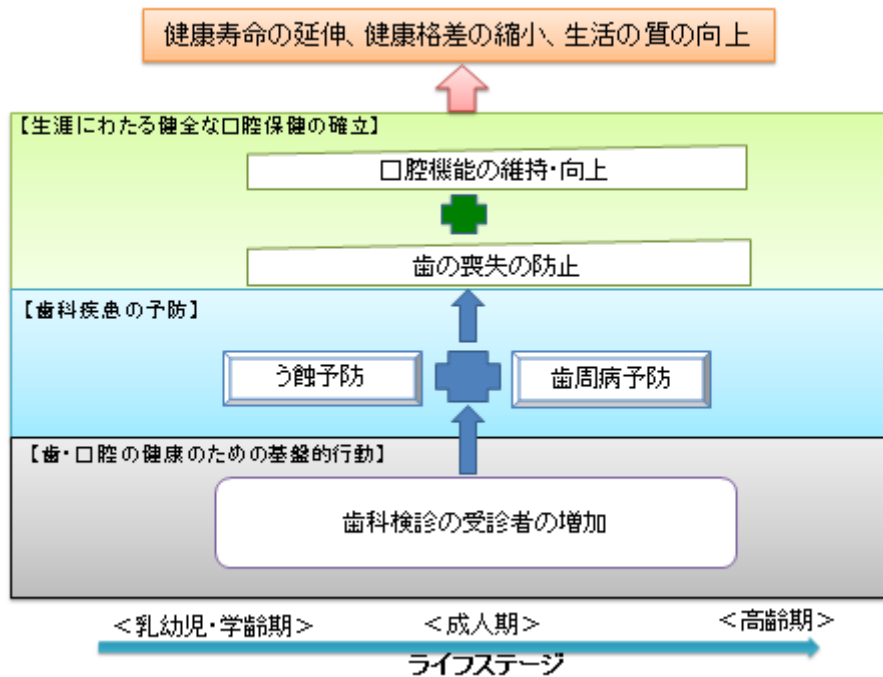 健康寿命の延伸、健康格差の縮小、生活の質の向上
【生涯にわたる健全な口腔保健の確立】
口腔機能の維持・向上
歯の喪失の防止
【歯科疾患の予防】
う蝕予防
歯周病予防
【歯・口腔の健康のための基盤的行動】
歯科検診の受診者の増加
＜乳幼児・学齢期＞
＜成人期＞
＜高齢期＞
ライフステージ